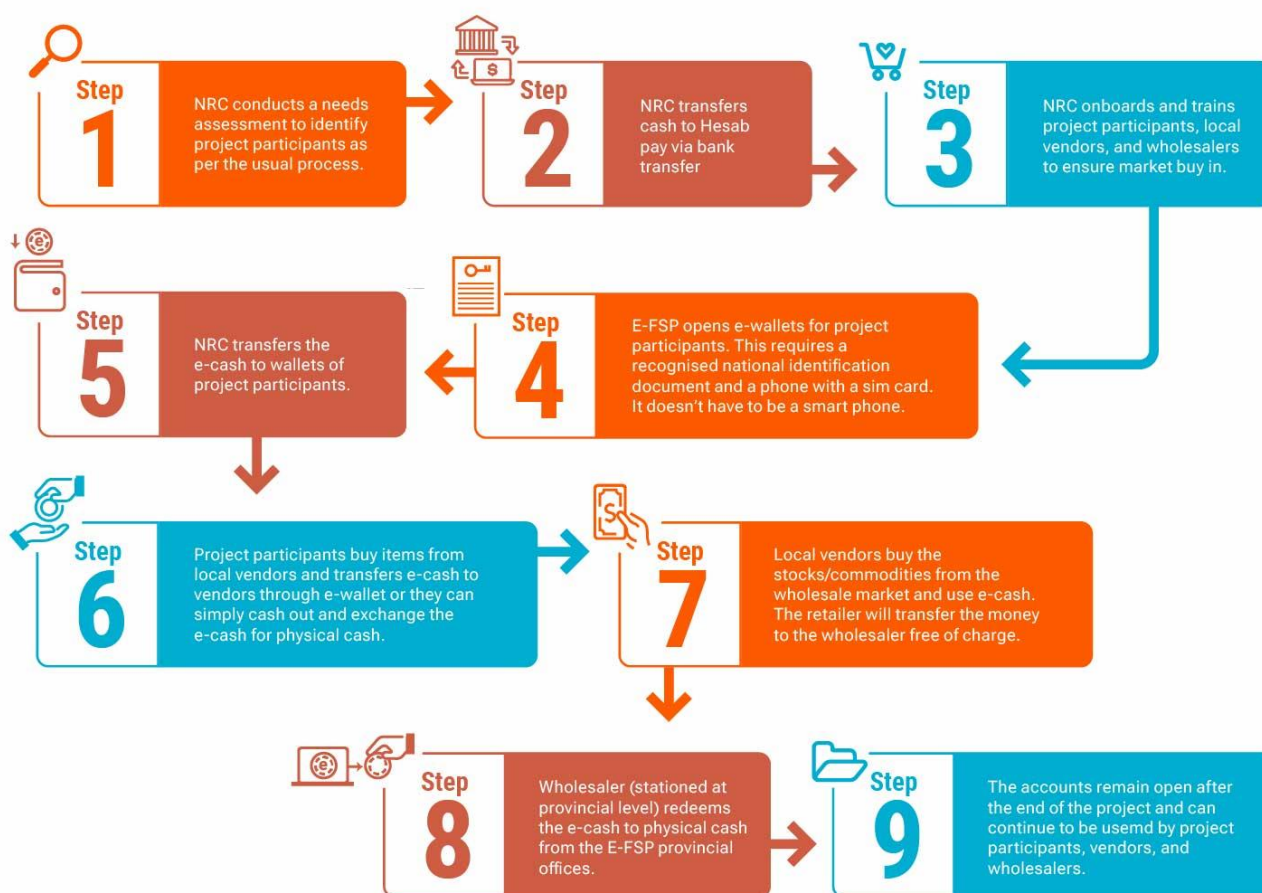 Step
1
NRC conducts a needs
assessment to identify
project participants as
per the usual process.
$
Step
2
NRC transfers
cash to Hesab
pay via bank
transfer
Step
3
NRC onboards and trains
project participants, local
vendors, and wholesalers
to ensure market buy in.
Step
4
E-FSP opens e-wallets for project
participants. This requires a
recognised national identification
document and a phone with a sim card.
It doesn't have to be a smart phone.
e
Step
5
NRC transfers the
e-cash to wallets of
project participants.
Step
6
Project participants buy items from
local vendors and transfers e-cash to
vendors through e-wallet or they can
simply cash out and exchange the
e-cash for physical cash.
$
Step
7
Local vendors buy the
stocks/commodities from the
wholesale market and use e-cash.
The retailer will transfer the money
to the wholesaler free of charge.
e
Step
8
Wholesaler (stationed at
provincial level) redeems
the e-cash to physical cash
from the E-FSP provincial
offices.
Step
9
The accounts remain open after
the end of the project and can
continue to be usemd by project
participants, vendors, and
wholesalers.